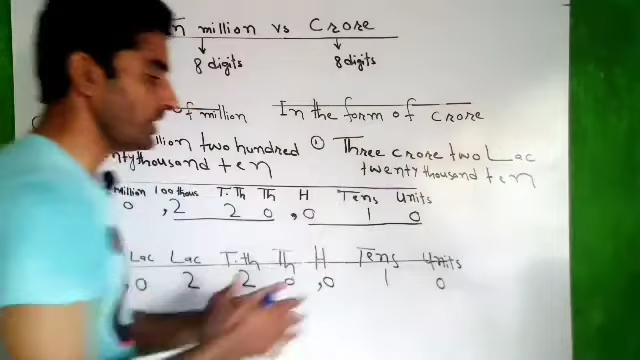 million vs Crore
8 digits 8 digits
of million In the form of crore
two hundred ① Three crore two Lac
thousand ten twenty thousand ten
Million 100 thous T.Th Th H Tens Units
0 ,2 2 0 ,0 1 0
Lac Lac T.th Th H Tens Units
,0 2 2 0 ,0 1 0